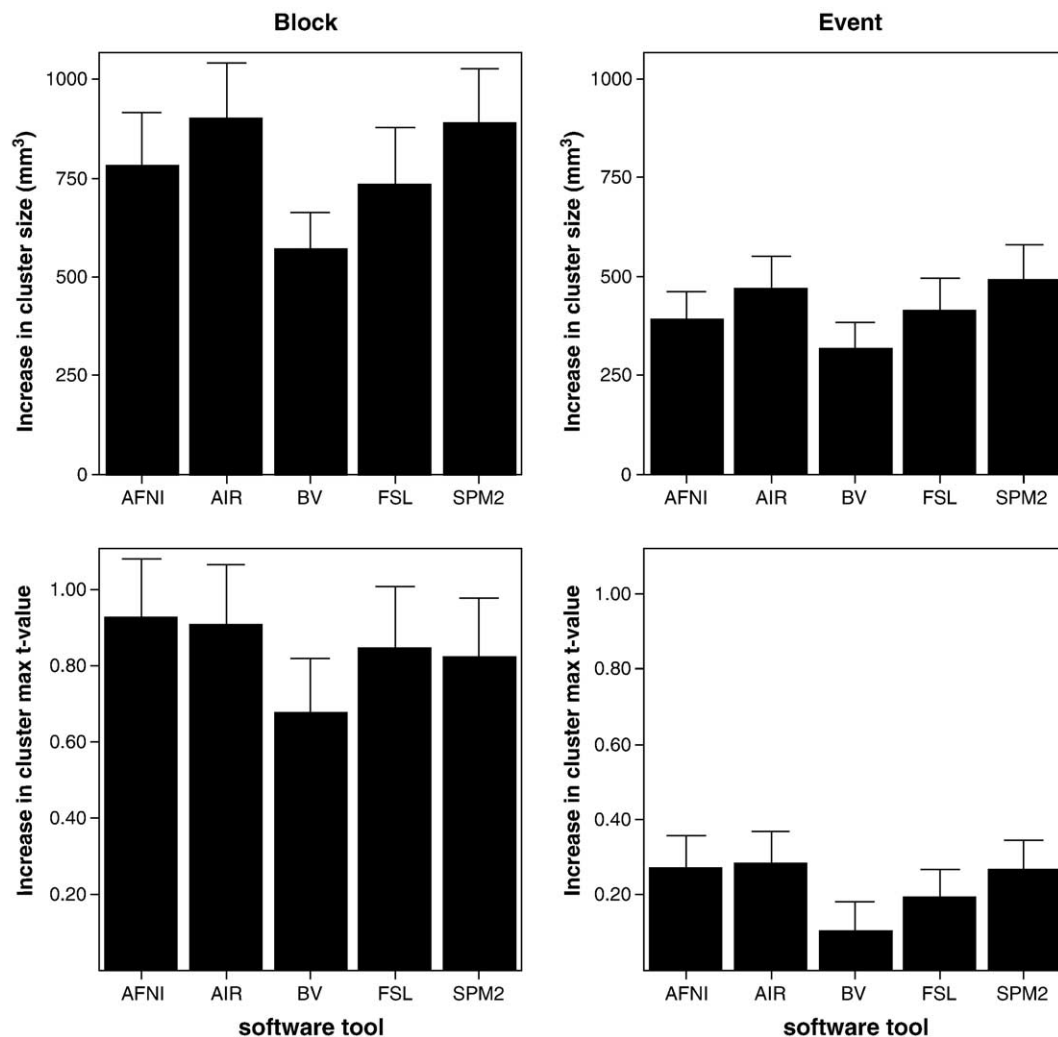 Block
Increase in cluster size (mm³)
1000
750
500
250
0
AFNI AIR BV FSL SPM2
Event
Increase in cluster size (mm³)
1000
750
500
250
0
AFNI AIR BV FSL SPM2
Increase in cluster max t-value
1.00
0.80
0.60
0.40
0.20
AFNI AIR BV FSL SPM2
software tool
Increase in cluster max t-value
1.00
0.80
0.60
0.40
0.20
AFNI AIR BV FSL SPM2
software tool